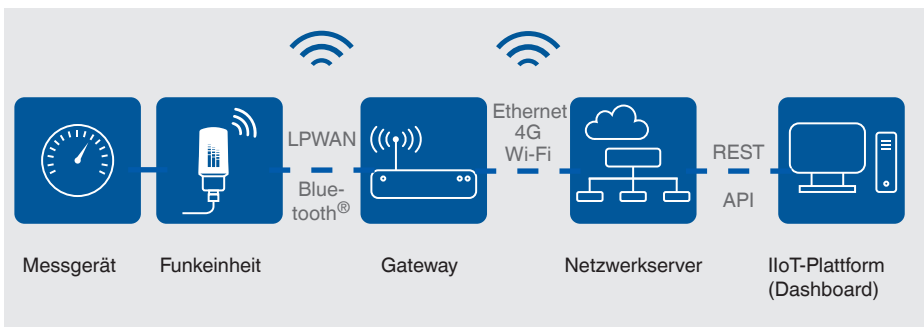 LPWAN
Blue-
tooth®
Ethernet
4G
Wi-Fi
REST
API
Messgerät
Funkeinheit
Gateway
Netzwerkserver
IIoT-Plattform
(Dashboard)